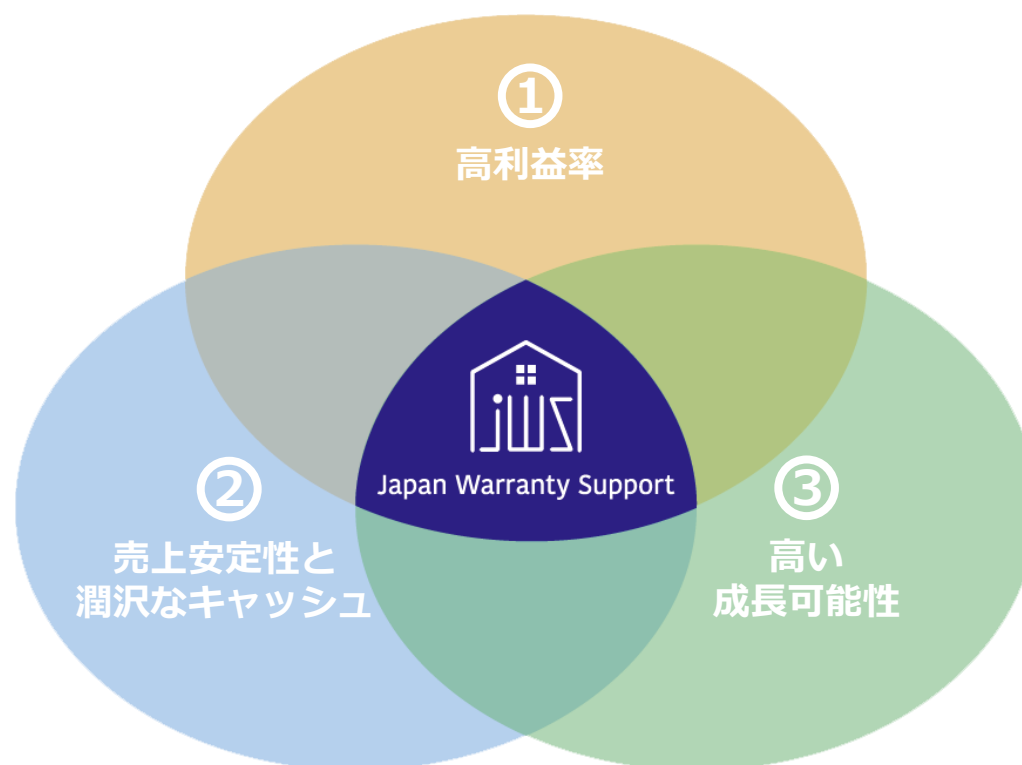 ①
高利益率
jws
Japan Warranty Support
②
売上安定性と
潤沢なキャッシュ
③
高い
成長可能性